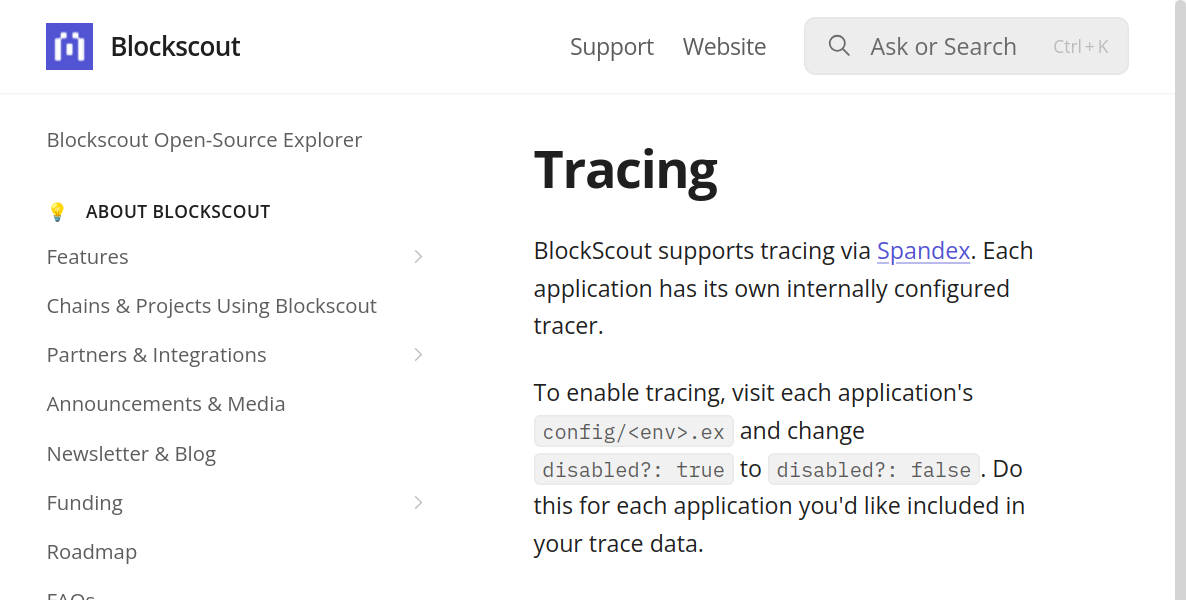 Blockscout
Support
Website
Ask or Search
Ctrl+K
Blockscout Open-Source Explorer
ABOUT BLOCKSCOUT
Features
Chains & Projects Using Blockscout
Partners & Integrations
Announcements & Media
Newsletter & Blog
Funding
Roadmap
FAQs
Tracing
BlockScout supports tracing via Spandex. Each
application has its own internally configured
tracer.
To enable tracing, visit each application's
config/<env>.ex and change
disabled?: true to disabled?: false. Do
this for each application you'd like included in
your trace data.